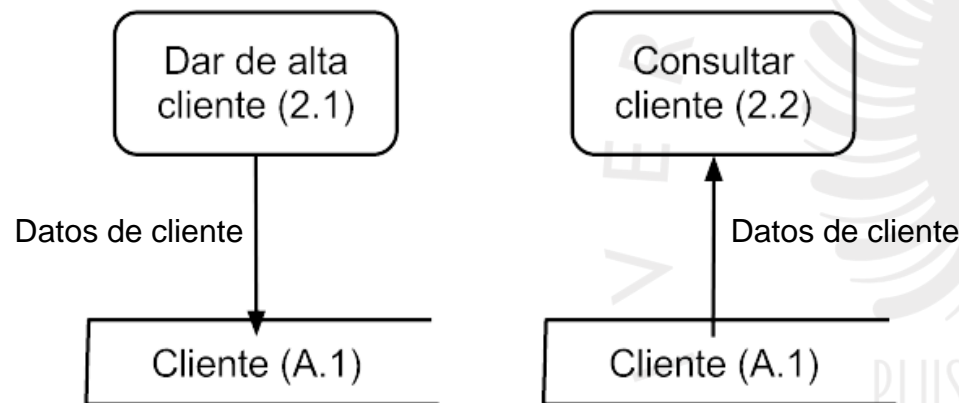 Dar de alta
cliente (2.1)
Consultar
cliente (2.2)
Datos de cliente
Datos de cliente
Cliente (A.1)
Cliente (A.1)
V E R
PLUS